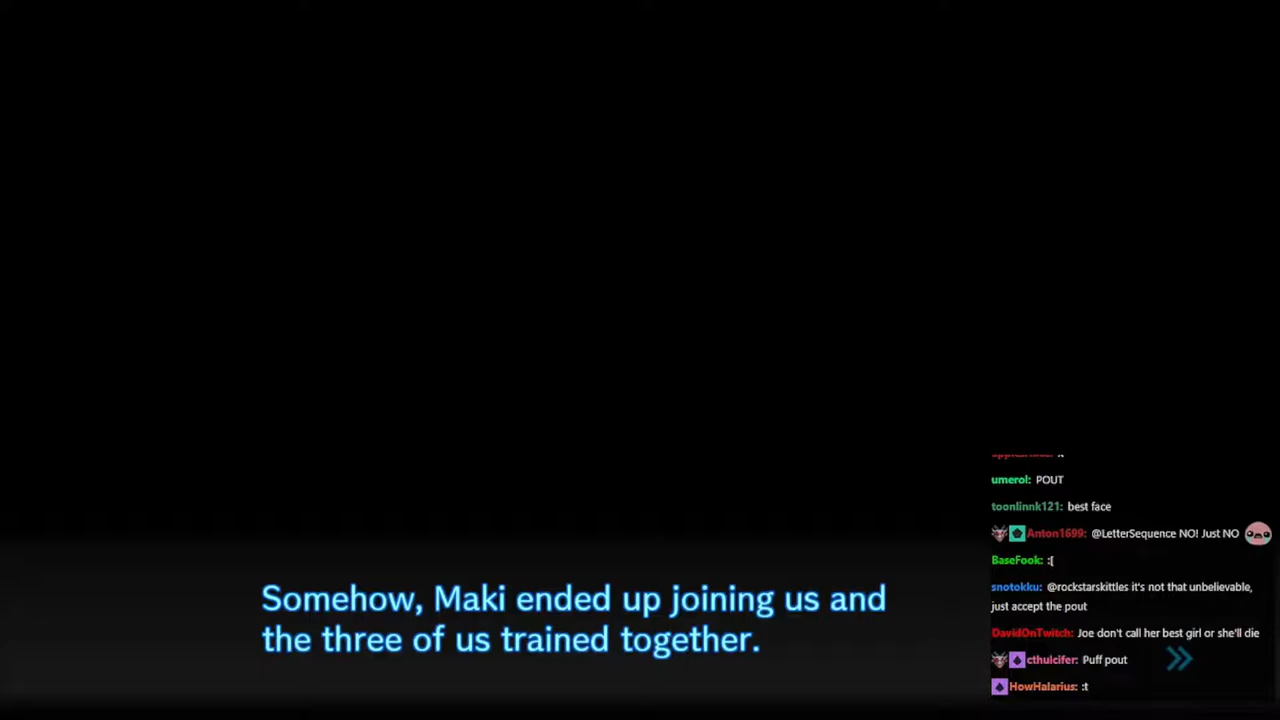 umerol: POUT
toonlinnk121: best face
Anton1699: @LetterSequence NO! Just NO
BaseFook: :[
snotokku: @rockstarskittles it's not that unbelievable,
just accept the pout
DavidOnTwitch: Joe don't call her best girl or she'll die
cthulcifer: Puff pout
HowHalarius: :t
Somehow, Maki ended up joining us and
the three of us trained together.